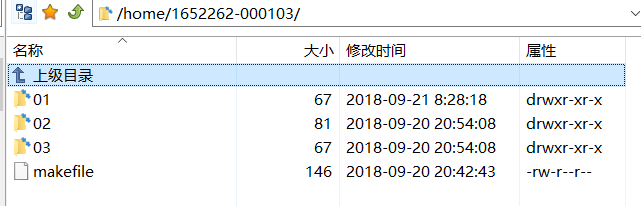 /home/1652262-000103/
名称 大小 修改时间 属性
上级目录
01 67 2018-09-21 8:28:18 drwxr-xr-x
02 81 2018-09-20 20:54:08 drwxr-xr-x
03 67 2018-09-20 20:54:08 drwxr-xr-x
makefile 146 2018-09-20 20:42:43 -rw-r--r--